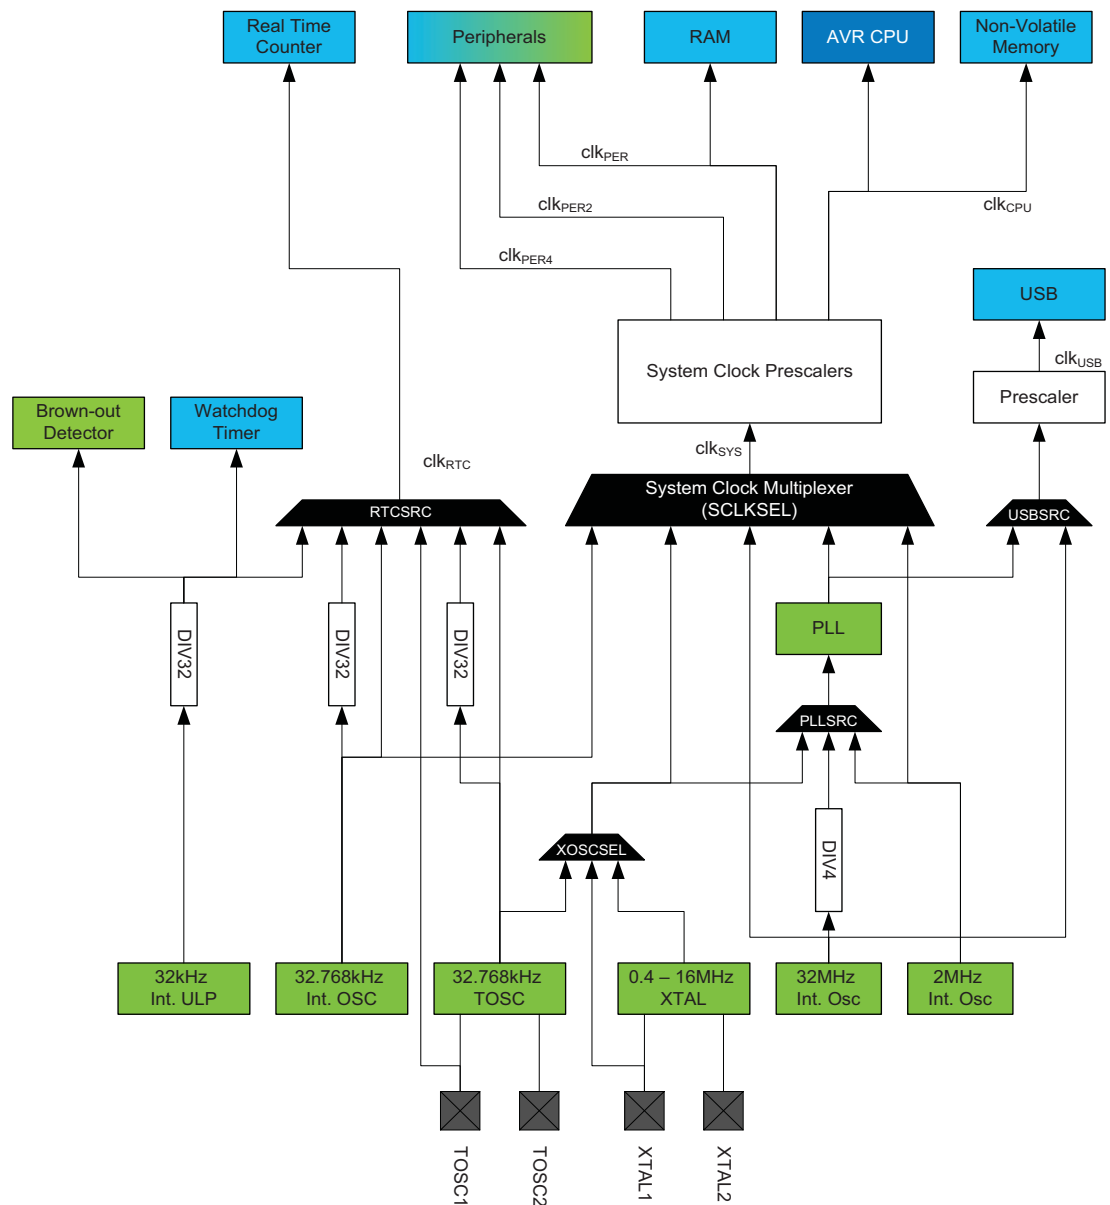 Real Time
Counter
Peripherals
RAM
AVR CPU
Non-Volatile
Memory
clkPER
clkPER2
clkCPU
clkPER4
USB
System Clock Prescalers
clkUSB
Prescaler
Brown-out
Detector
Watchdog
Timer
clkRTC
clkSYS
System Clock Multiplexer
(SCLKSEL)
RTCSRC
USBSRC
DIV32
DIV32
DIV32
PLL
PLLSRC
XOSCSEL
DIV4
32kHz
Int. ULP
32.768kHz
Int. OSC
32.768kHz
TOSC
0.4 – 16MHz
XTAL
32MHz
Int. Osc
2MHz
Int. Osc
TOSC1
TOSC2
XTAL1
XTAL2